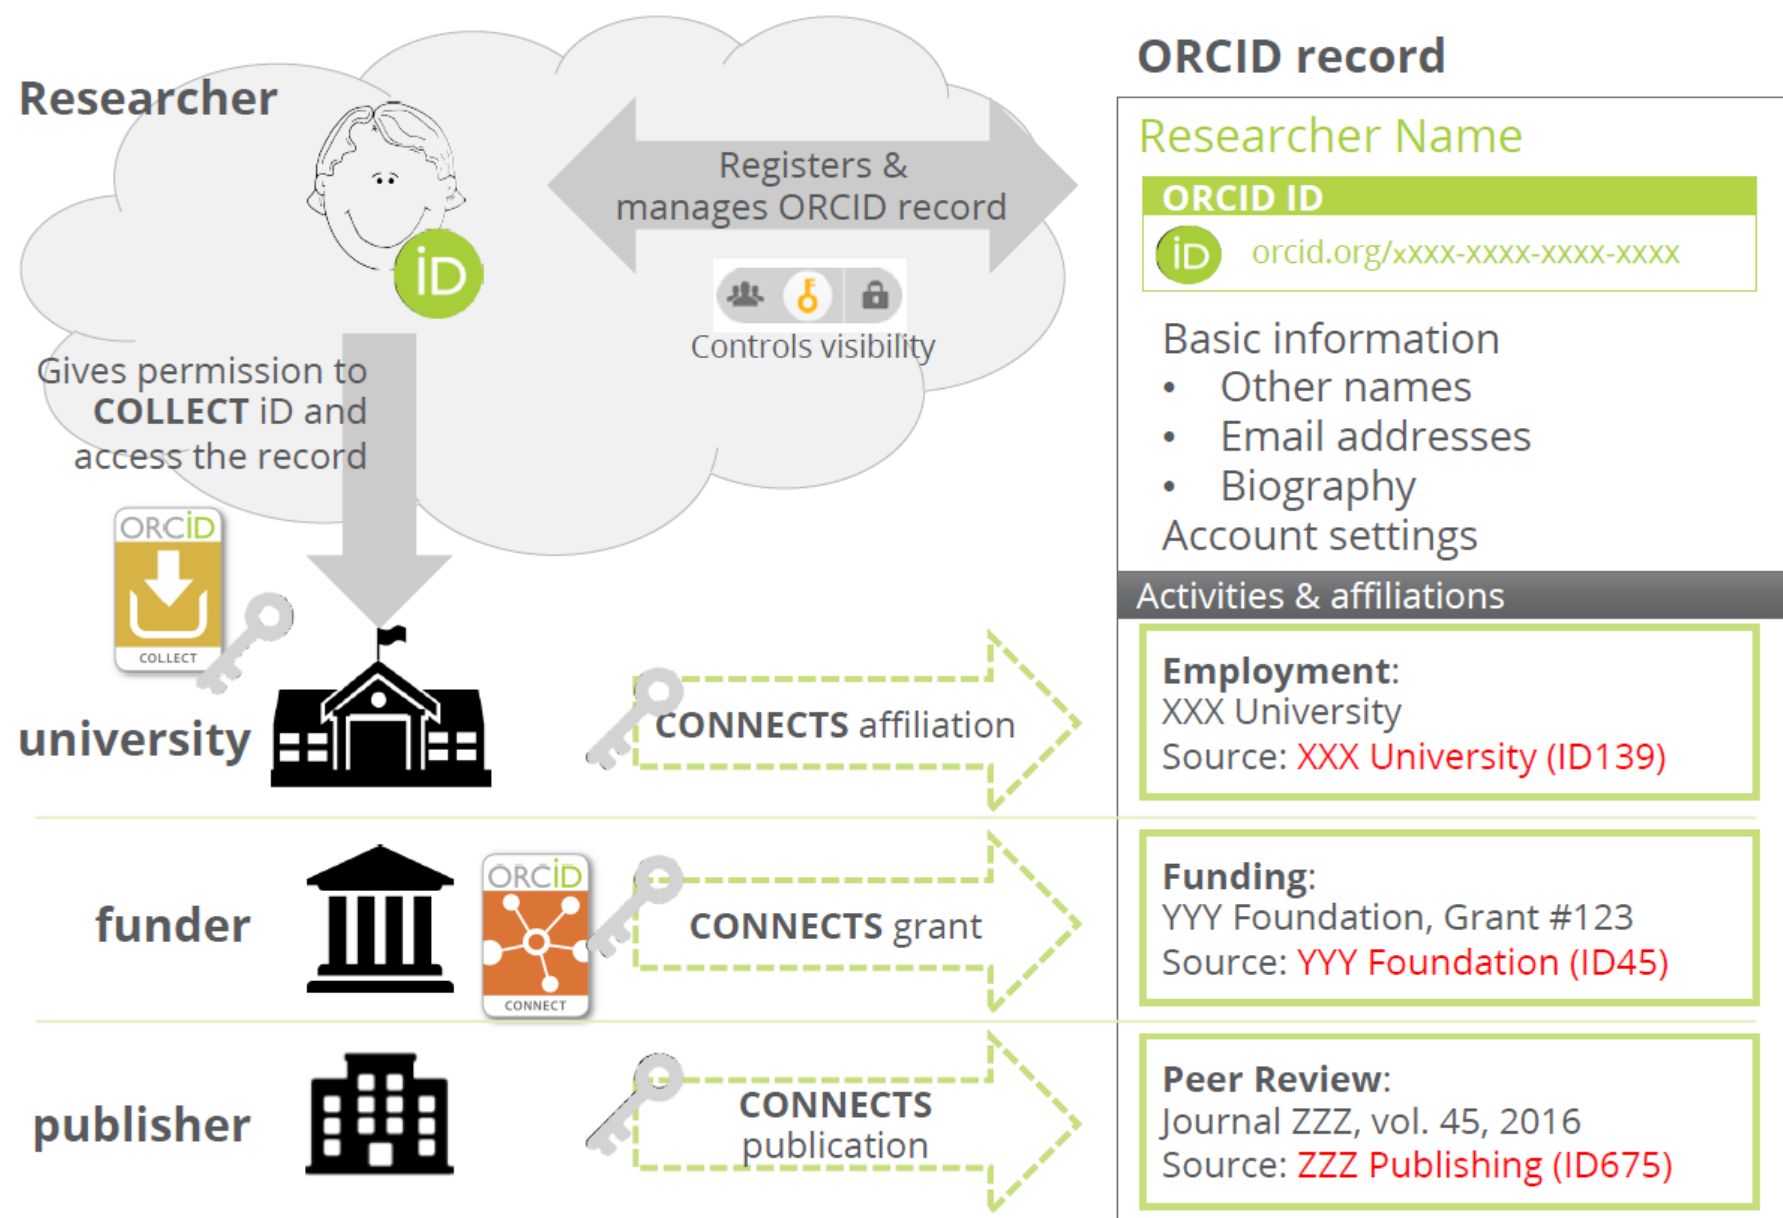 Researcher
iD
Registers &
manages ORCID record
Controls visibility
Gives permission to
COLLECT iD and
access the record
ORCiD
COLLECT
university
CONNECTS affiliation
funder
ORCiD
CONNECT
CONNECTS grant
publisher
CONNECTS
publication
ORCID record
Researcher Name
ORCID ID
iD
orcid.org/xxxx-xxxx-xxxx-xxxx
Basic information
• Other names
• Email addresses
• Biography
Account settings
Activities & affiliations
Employment:
XXX University
Source: XXX University (ID139)
Funding:
YYY Foundation, Grant #123
Source: YYY Foundation (ID45)
Peer Review:
Journal ZZZ, vol. 45, 2016
Source: ZZZ Publishing (ID675)